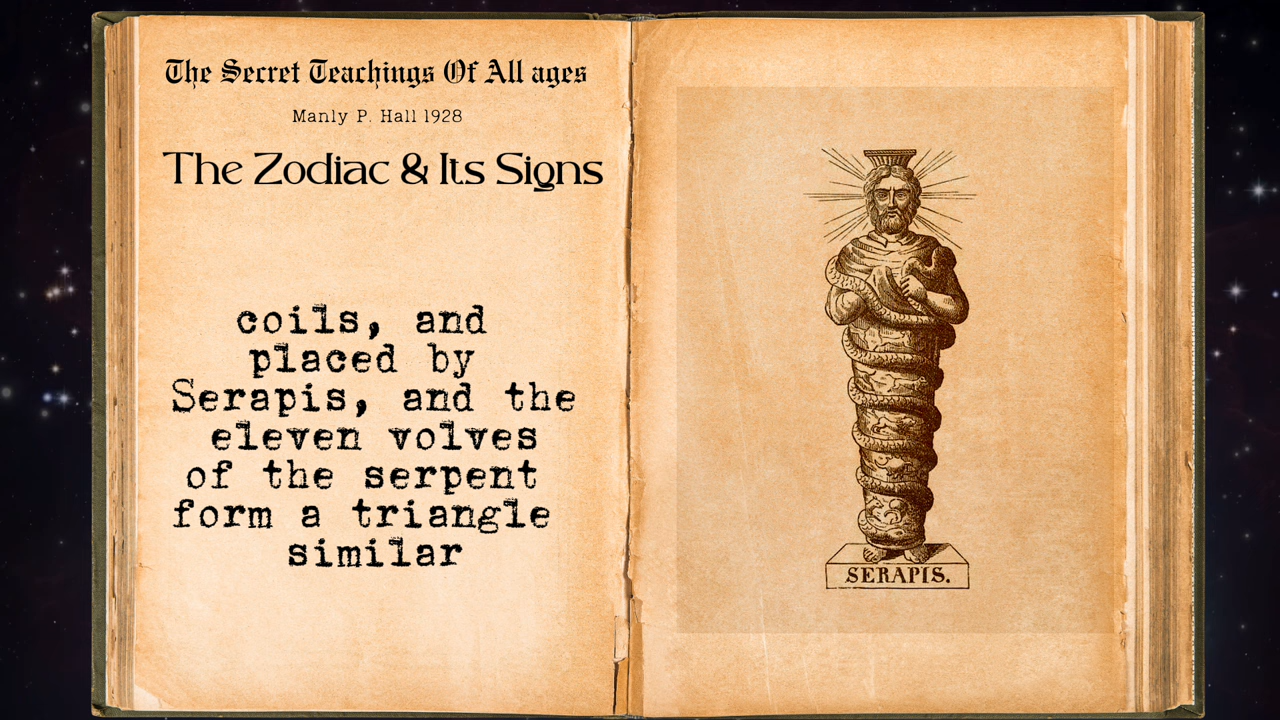 The Secret Teachings Of All ages
Manly P. Hall 1928
The Zodiac & Its Signs
coils, and
placed by
Serapis, and the
eleven volves
of the serpent
form a triangle
similar
SERAPIS.